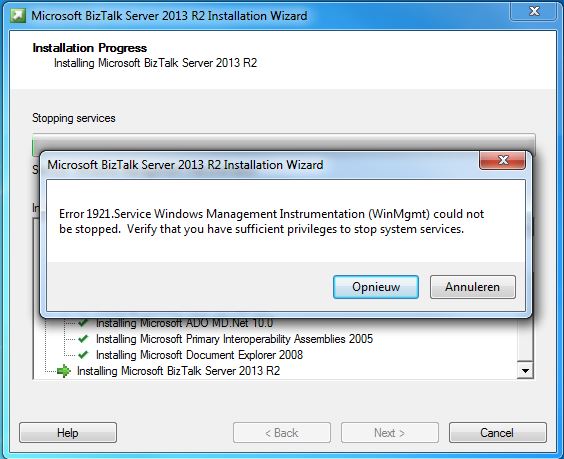 Microsoft BizTalk Server 2013 R2 Installation Wizard
Installation Progress
Installing Microsoft BizTalk Server 2013 R2
Stopping services
Microsoft BizTalk Server 2013 R2 Installation Wizard
Error 1921.Service Windows Management Instrumentation (WinMgmt) could not
be stopped. Verify that you have sufficient privileges to stop system services.
Opnieuw Annuleren
Installing Microsoft ADO MD.Net 10.0
Installing Microsoft Primary Interoperability Assemblies 2005
Installing Microsoft Document Explorer 2008
Installing Microsoft BizTalk Server 2013 R2
Help < Back Next > Cancel